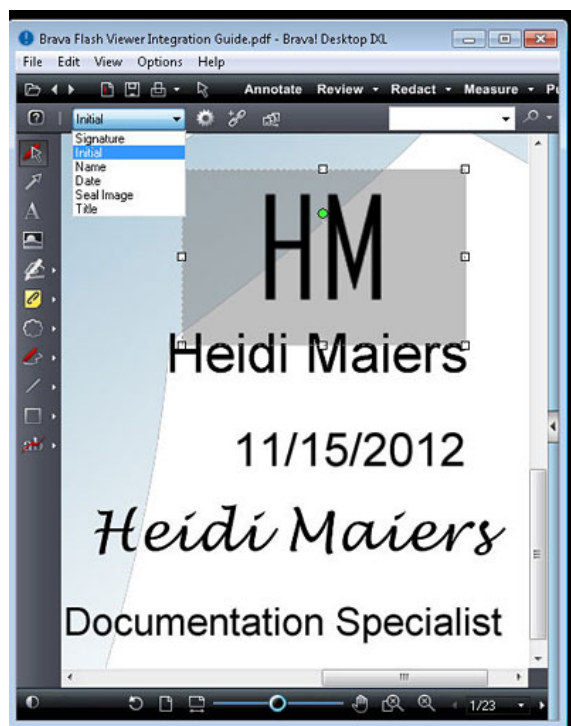 Brava Flash Viewer Integration Guide.pdf - Brava! Desktop IXL
File Edit View Options Help
Annotate Review Redact Measure
Initial
Signature
Initial
Name
Date
Seal Image
Title
HM
Heidi Maiers
11/15/2012
Heidi Maiers
Documentation Specialist
1/23